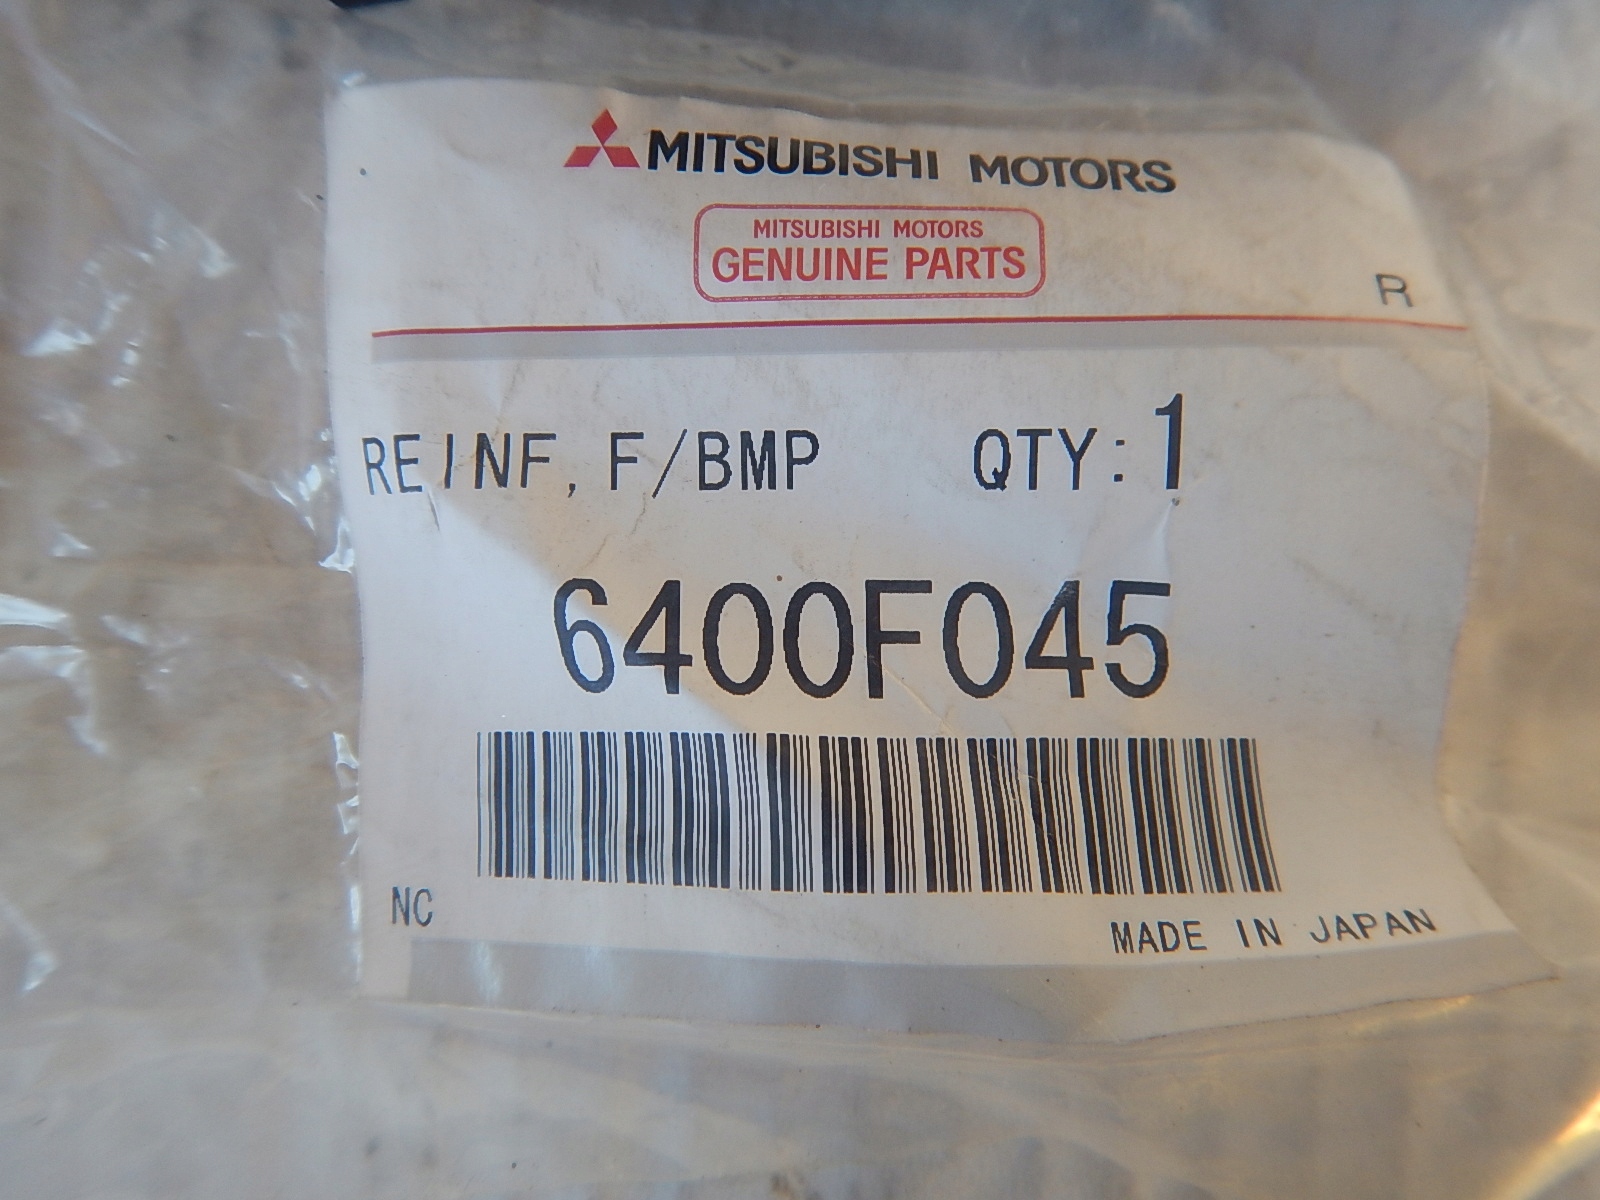 MITSUBISHI MOTORS
MITSUBISHI MOTORS
GENUINE PARTS
R
REINF, F/BMP QTY:1
6400F045
NC
MADE IN JAPAN